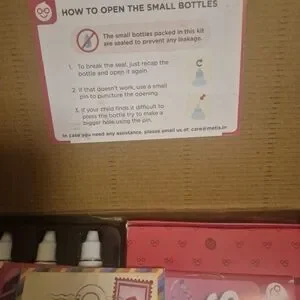 HOW TO OPEN THE SMALL BOTTLES
The small bottles packed in this kit
are sealed to prevent any leakage.
1. To break the seal, just recap the
bottle and open it again.
2. If that doesn't work, use a small
pin to puncture the opening.
3. If your child finds it difficult to
press the bottle try to make a
bigger hole using the pin.
In case you need any assistance, please email us at: care@metis.in